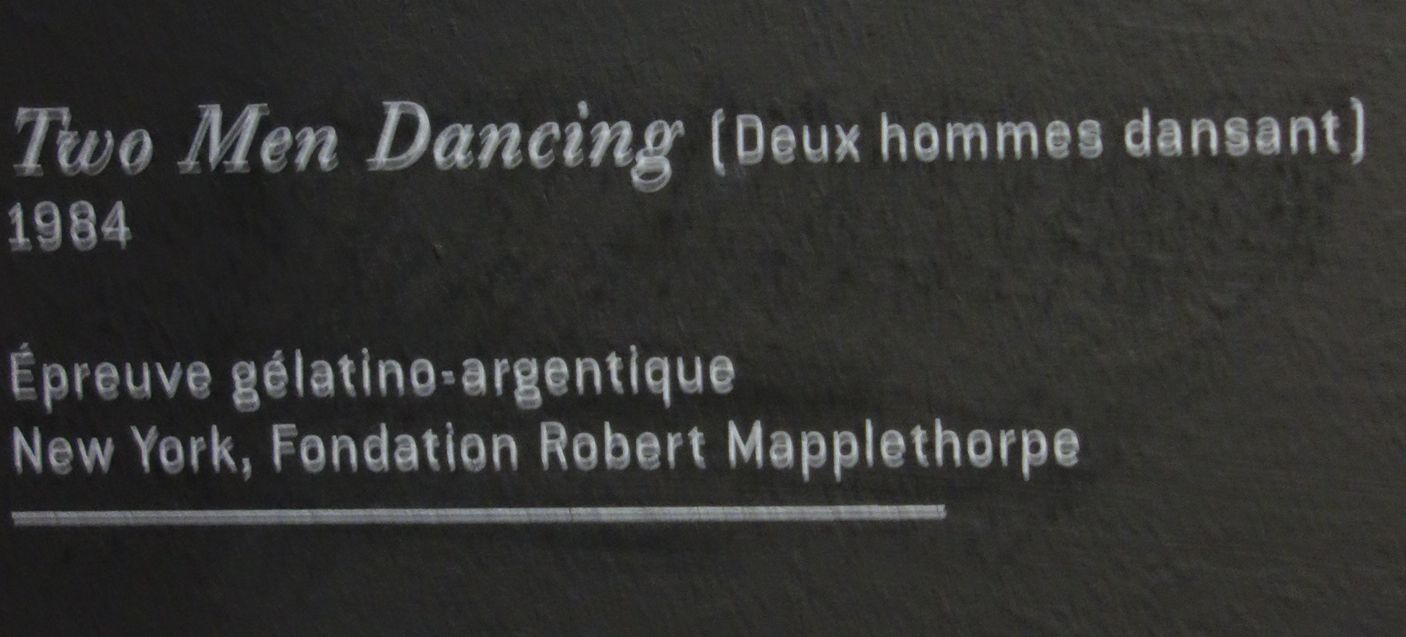 Two Men Dancing (Deux hommes dansant)
1984
Épreuve gélatino-argentique
New York, Fondation Robert Mapplethorpe